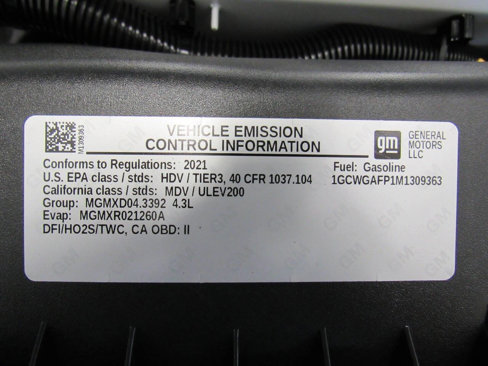 M1309363
VEHICLE EMISSION
CONTROL INFORMATION
gm
GENERAL
MOTORS
LLC
Conforms to Regulations: 2021
Fuel: Gasoline
U.S. EPA class / stds: HDV / TIER3, 40 CFR 1037.104
1GCWGAFP1M1309363
California class / stds: MDV / ULEV200
Group: MGMXD04.3392 4.3L
Evap: MGMXR021260A
DFI/HO2S/TWC, CA OBD: II